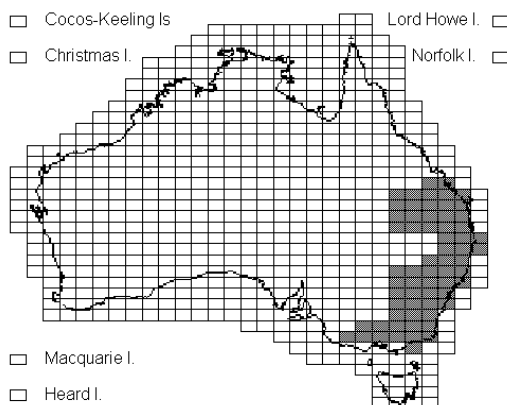 Cocos-Keeling Is
Lord Howe I.
Christmas I.
Norfolk I.
Macquarie I.
Heard I.